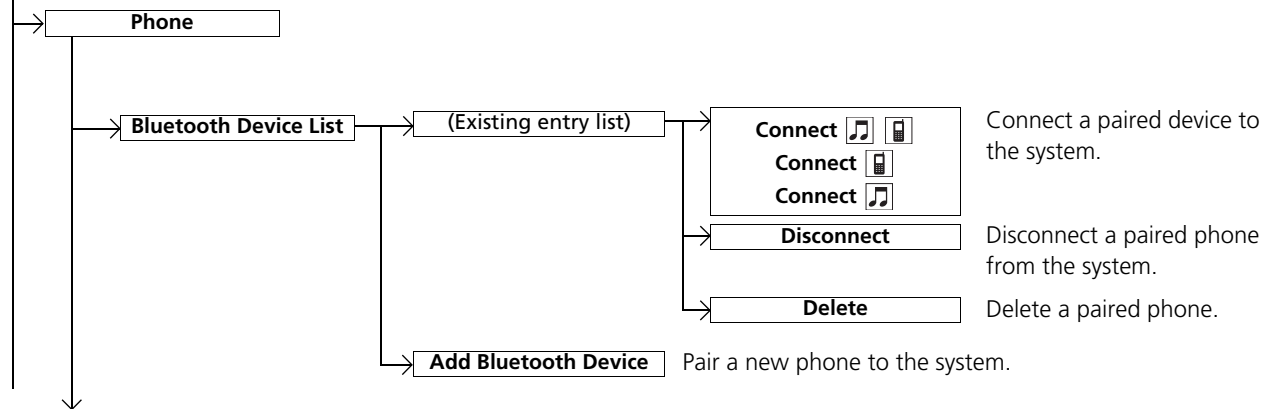 Phone
Bluetooth Device List
(Existing entry list)
Connect
Connect
Connect
Connect a paired device to
the system.
Disconnect
Disconnect a paired phone
from the system.
Delete
Delete a paired phone.
Add Bluetooth Device
Pair a new phone to the system.